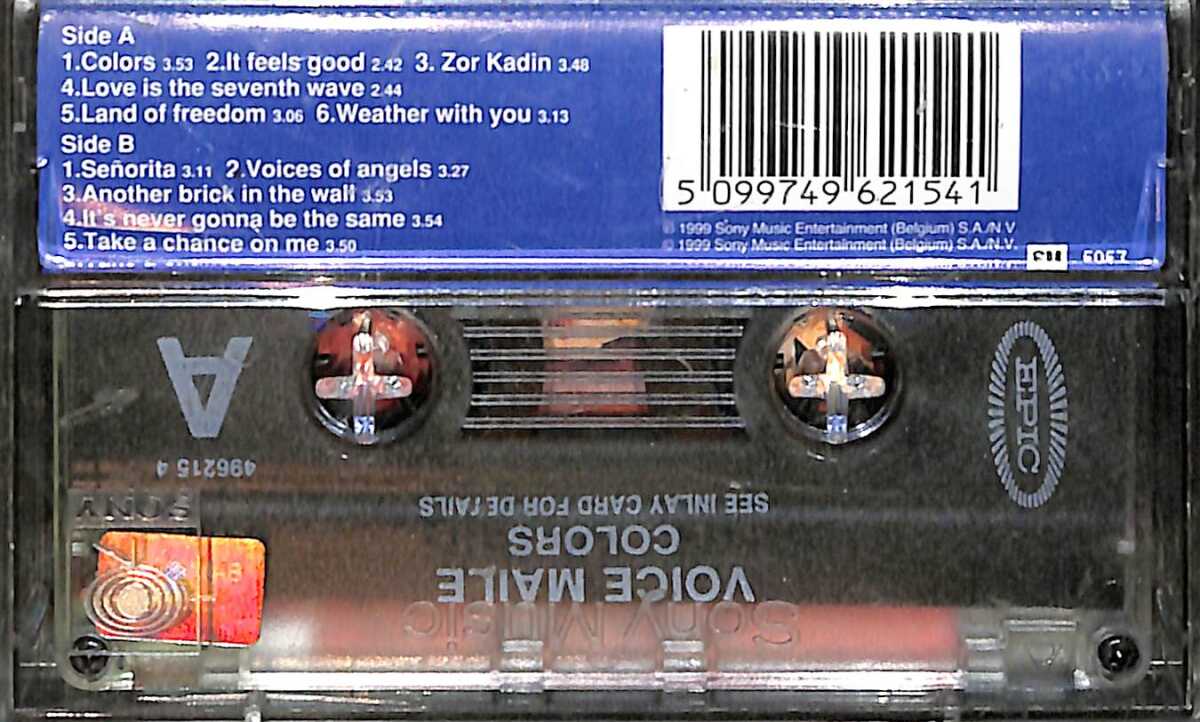 Side A
1.Colors 3.53 2.It feels good 2.42 3. Zor Kadin 3.48
4.Love is the seventh wave 2.44
5.Land of freedom 3.06 6.Weather with you 3.13
Side B
1.Señorita 3.11 2.Voices of angels 3.27
3.Another brick in the wall 3.53
4.It's never gonna be the same 3.54
5.Take a chance on me 3.50
5 099749 621541
℗ 1999 Sony Music Entertainment (Belgium) S.A./N.V
© 1999 Sony Music Entertainment (Belgium) S.A./N.V.
A
EPIC
496215 4
SONY
SEE INLAY CARD FOR DETAILS
COLORS
VOICE MAILE
Sony Music